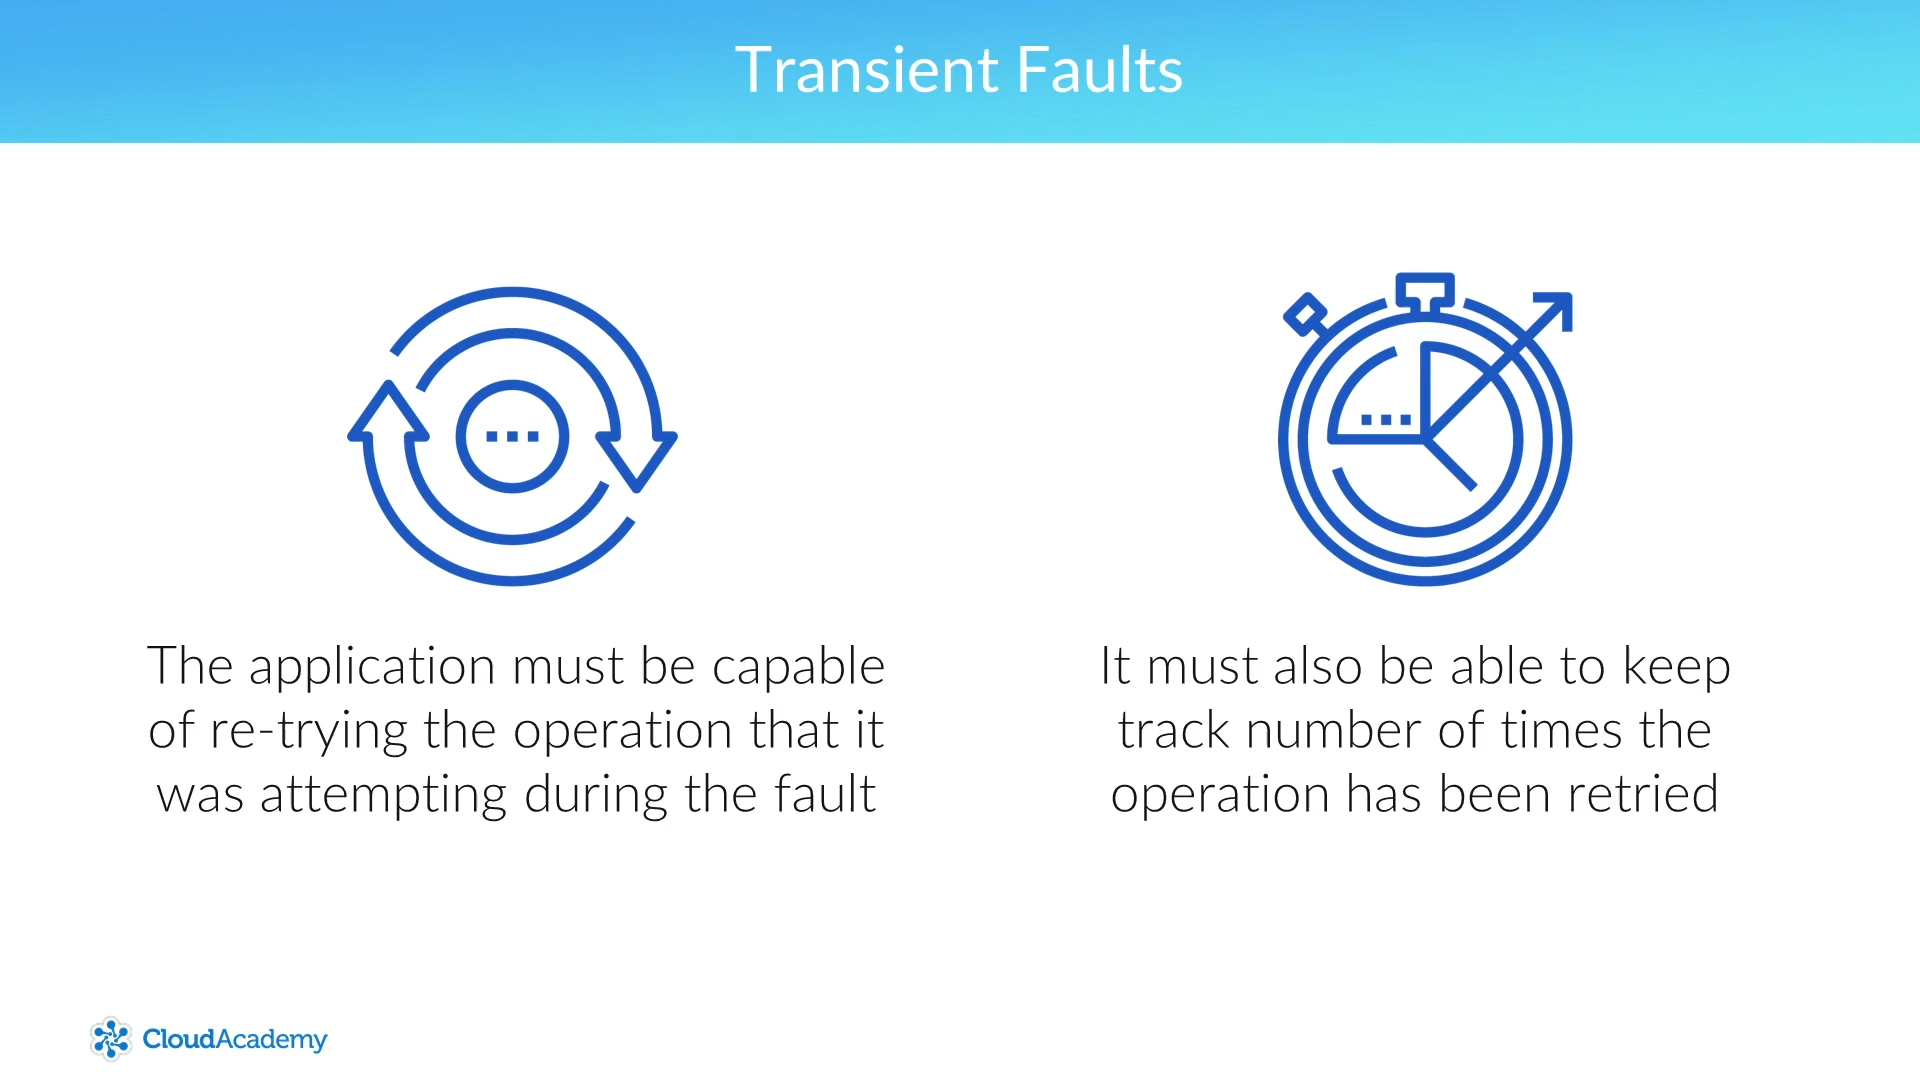 Transient Faults
The application must be capable
of re-trying the operation that it
was attempting during the fault
It must also be able to keep
track number of times the
operation has been retried
CloudAcademy